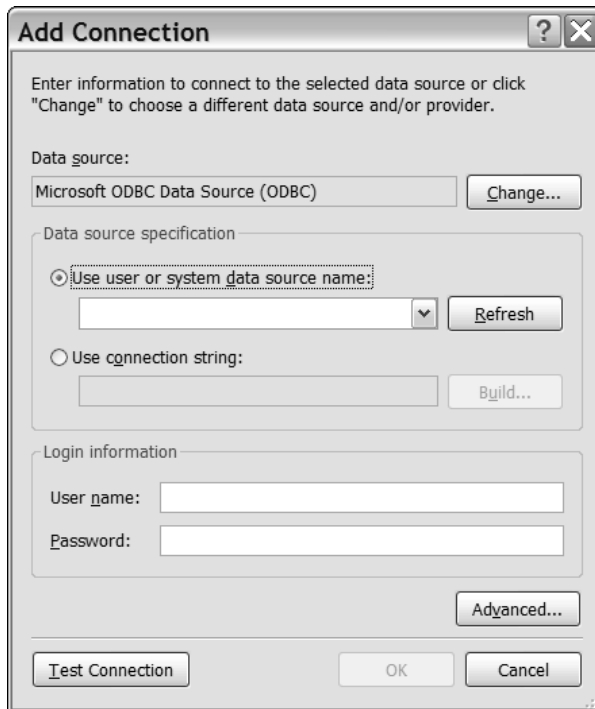 Add Connection
Enter information to connect to the selected data source or click
"Change" to choose a different data source and/or provider.
Data source:
Microsoft ODBC Data Source (ODBC)
Change...
Data source specification
Use user or system data source name:
Refresh
Use connection string:
Build...
Login information
User name:
Password:
Advanced...
Test Connection
OK
Cancel